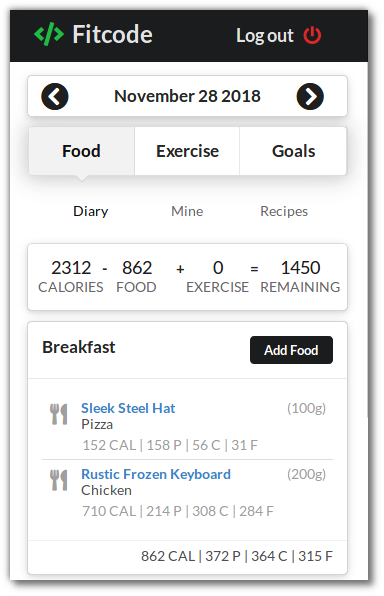 </> Fitcode Log out
November 28 2018
Food Exercise Goals
Diary Mine Recipes
2312 - 862 + 0 = 1450
CALORIES FOOD EXERCISE REMAINING
Breakfast Add Food
Sleek Steel Hat (100g)
Pizza
152 CAL | 158 P | 56 C | 31 F
Rustic Frozen Keyboard (200g)
Chicken
710 CAL | 214 P | 308 C | 284 F
862 CAL | 372 P | 364 C | 315 F